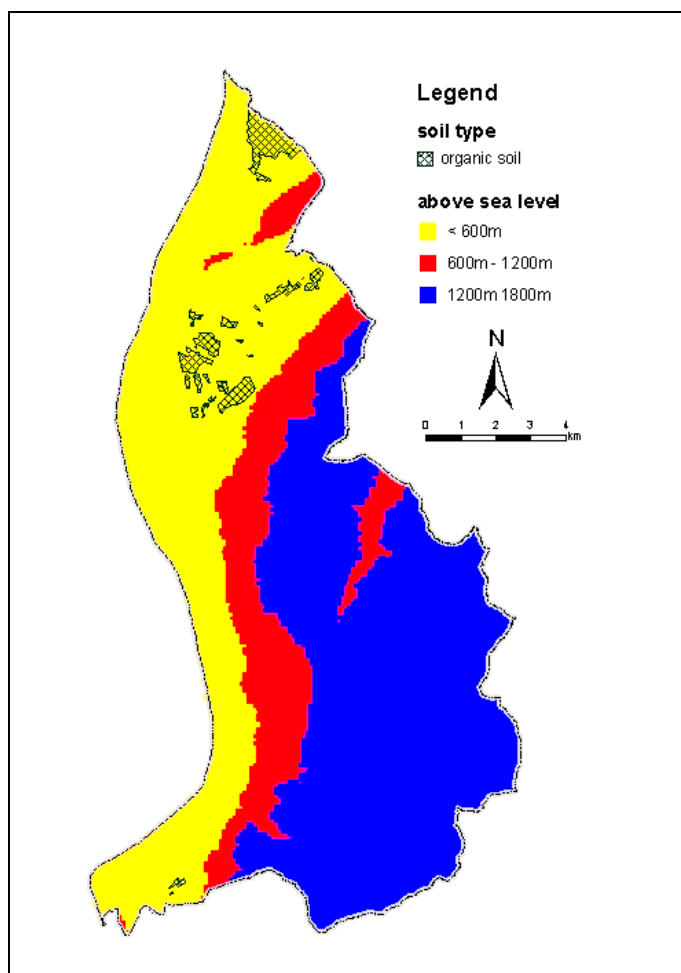 Legend
soil type
organic soil
above sea level
< 600m
600m - 1200m
1200m 1800m
N
0 1 2 3 4
km